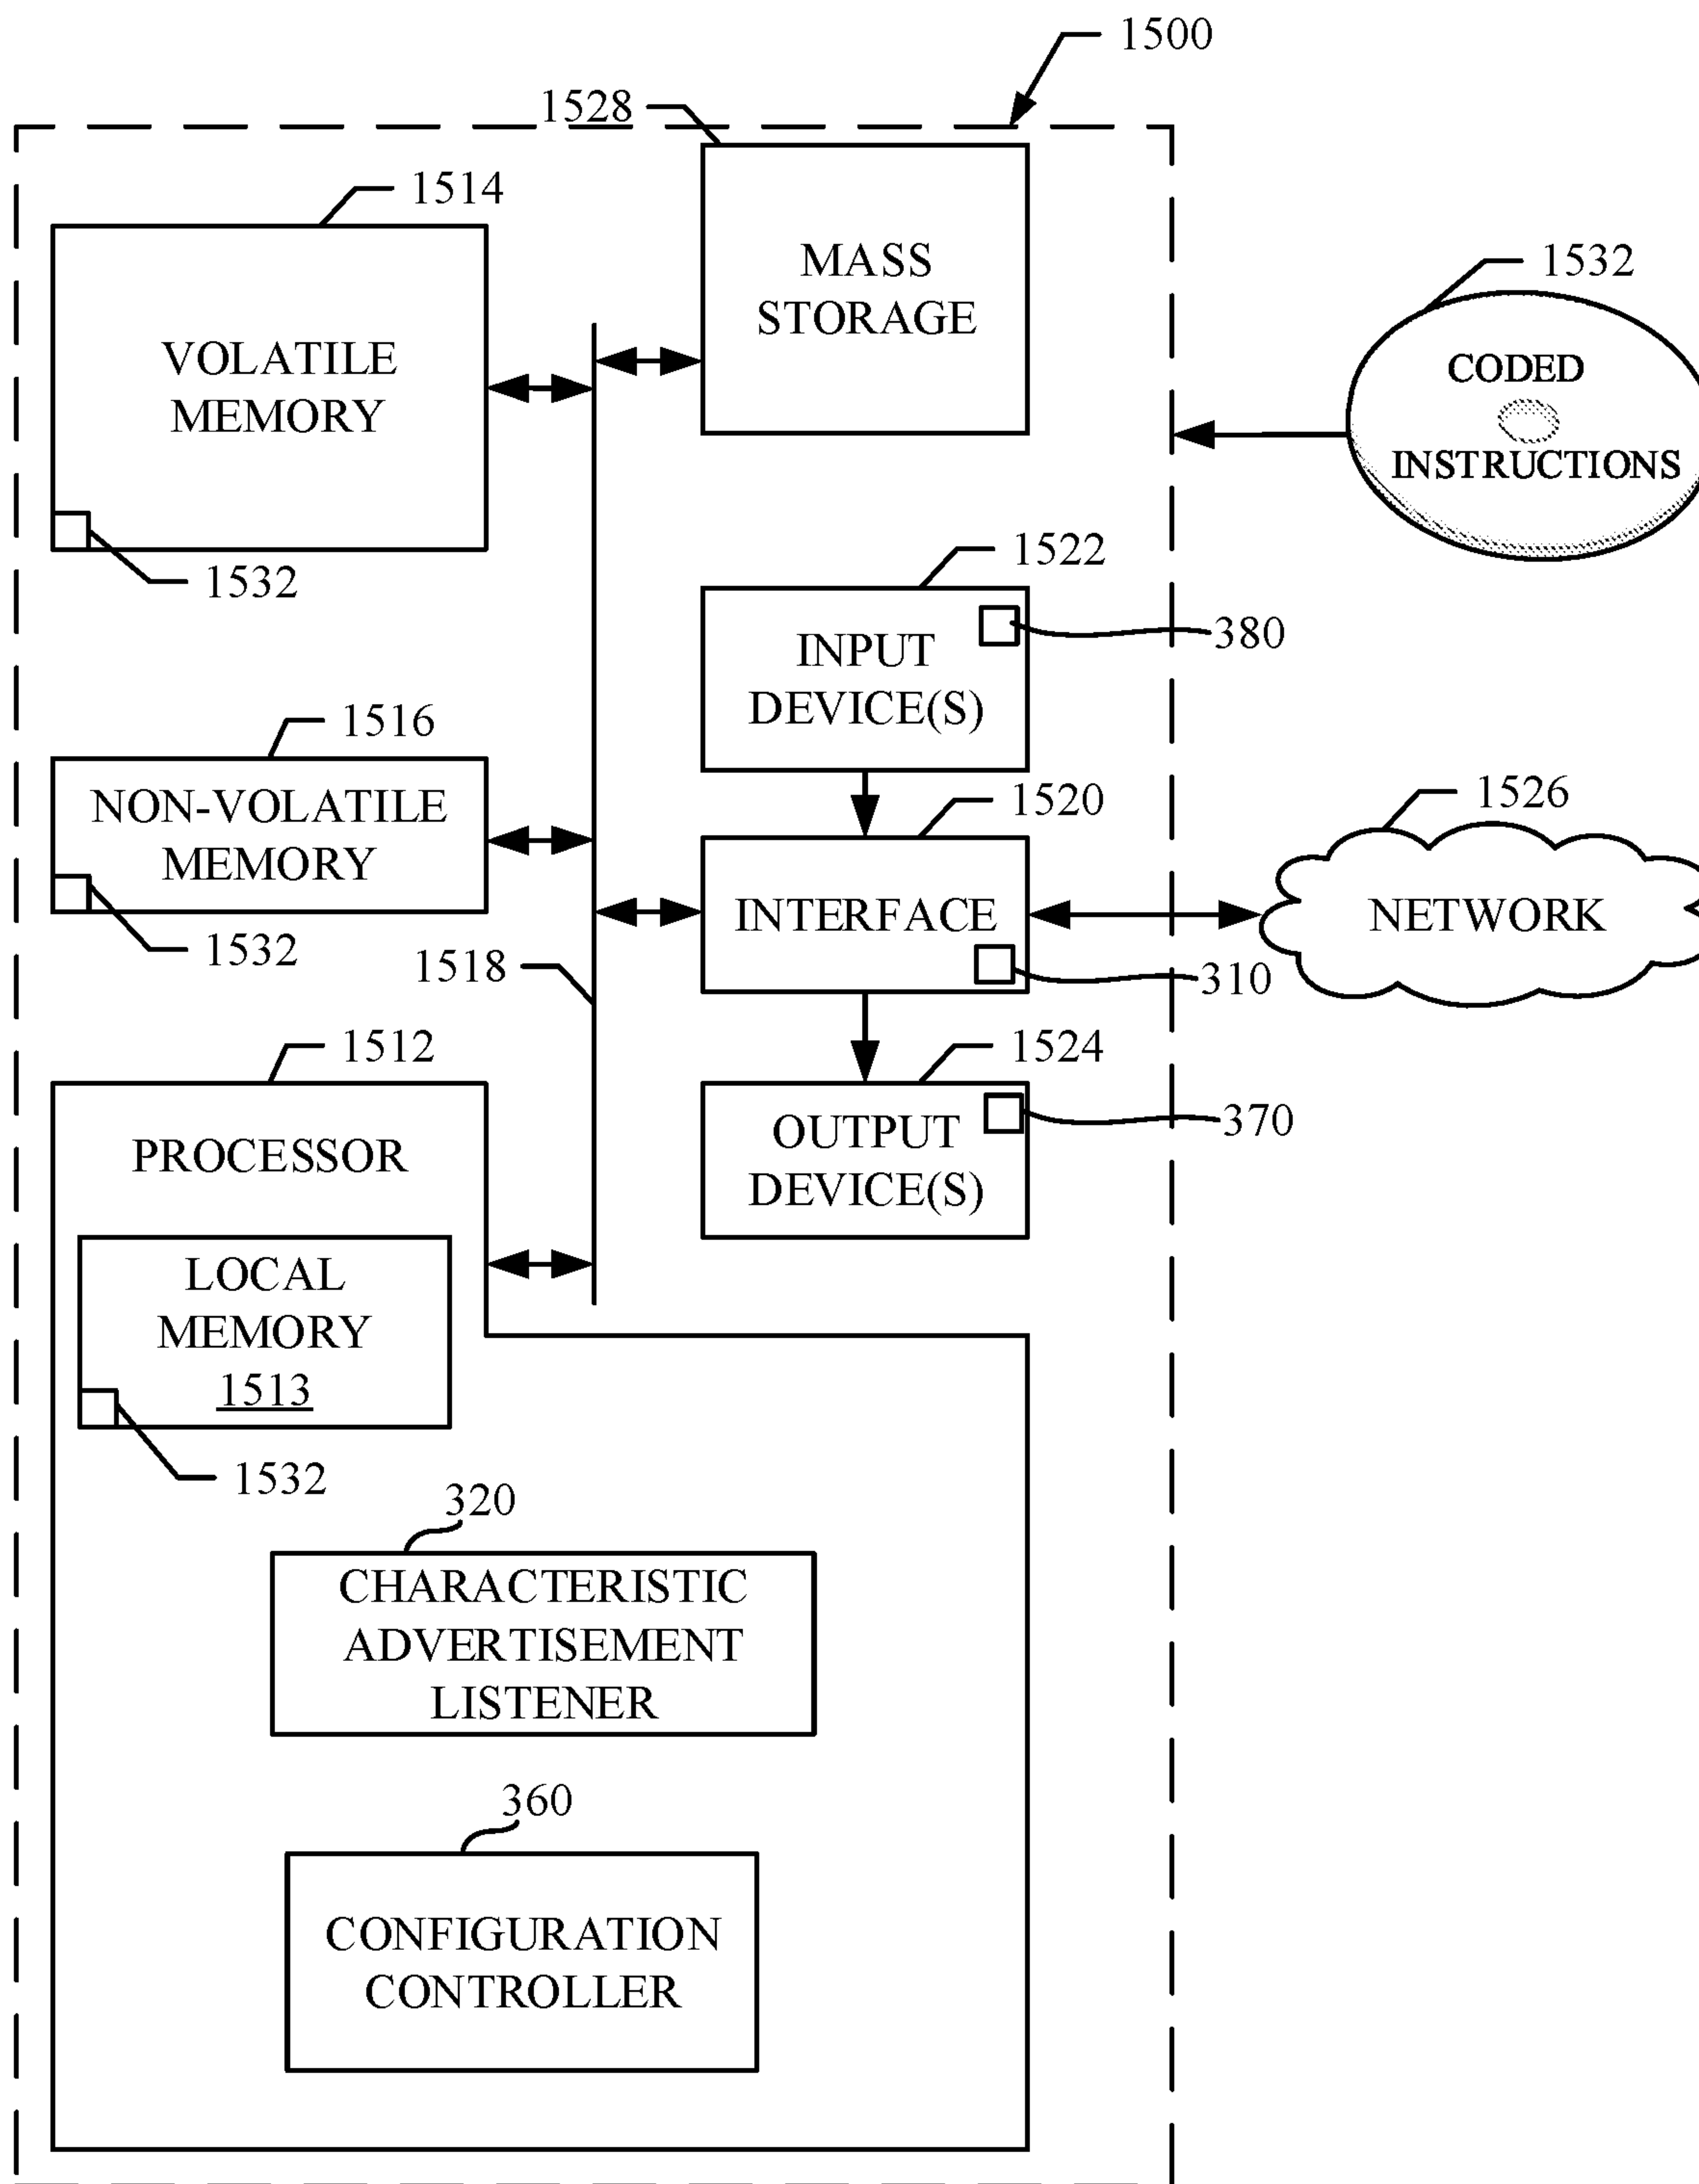 1500
1528
1514
MASS
STORAGE
1532
VOLATILE
MEMORY
CODED
INSTRUCTIONS
1532
1522
INPUT
DEVICE(S)
380
1516
NON-VOLATILE
MEMORY
1532
1520
INTERFACE
310
1526
NETWORK
1518
1512
1524
OUTPUT
DEVICE(S)
370
PROCESSOR
LOCAL
MEMORY
1513
1532
320
CHARACTERISTIC
ADVERTISEMENT
LISTENER
360
CONFIGURATION
CONTROLLER